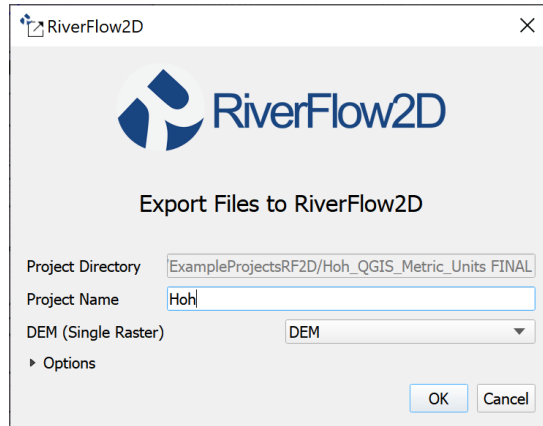 RiverFlow2D
RiverFlow2D
Export Files to RiverFlow2D
Project Directory 'ExampleProjectsRF2D/Hoh_QGIS_Metric_Units FINAL
Project Name Hoh
DEM (Single Raster) DEM
Options
OK Cancel